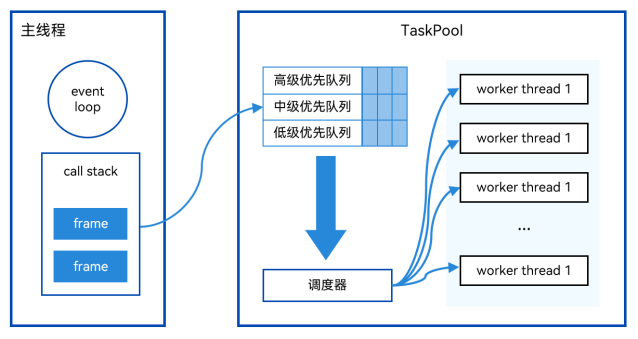 主线程
event
loop
call stack
frame
frame
TaskPool
高级优先队列
中级优先队列
低级优先队列
调度器
worker thread 1
worker thread 1
worker thread 1
...
worker thread 1